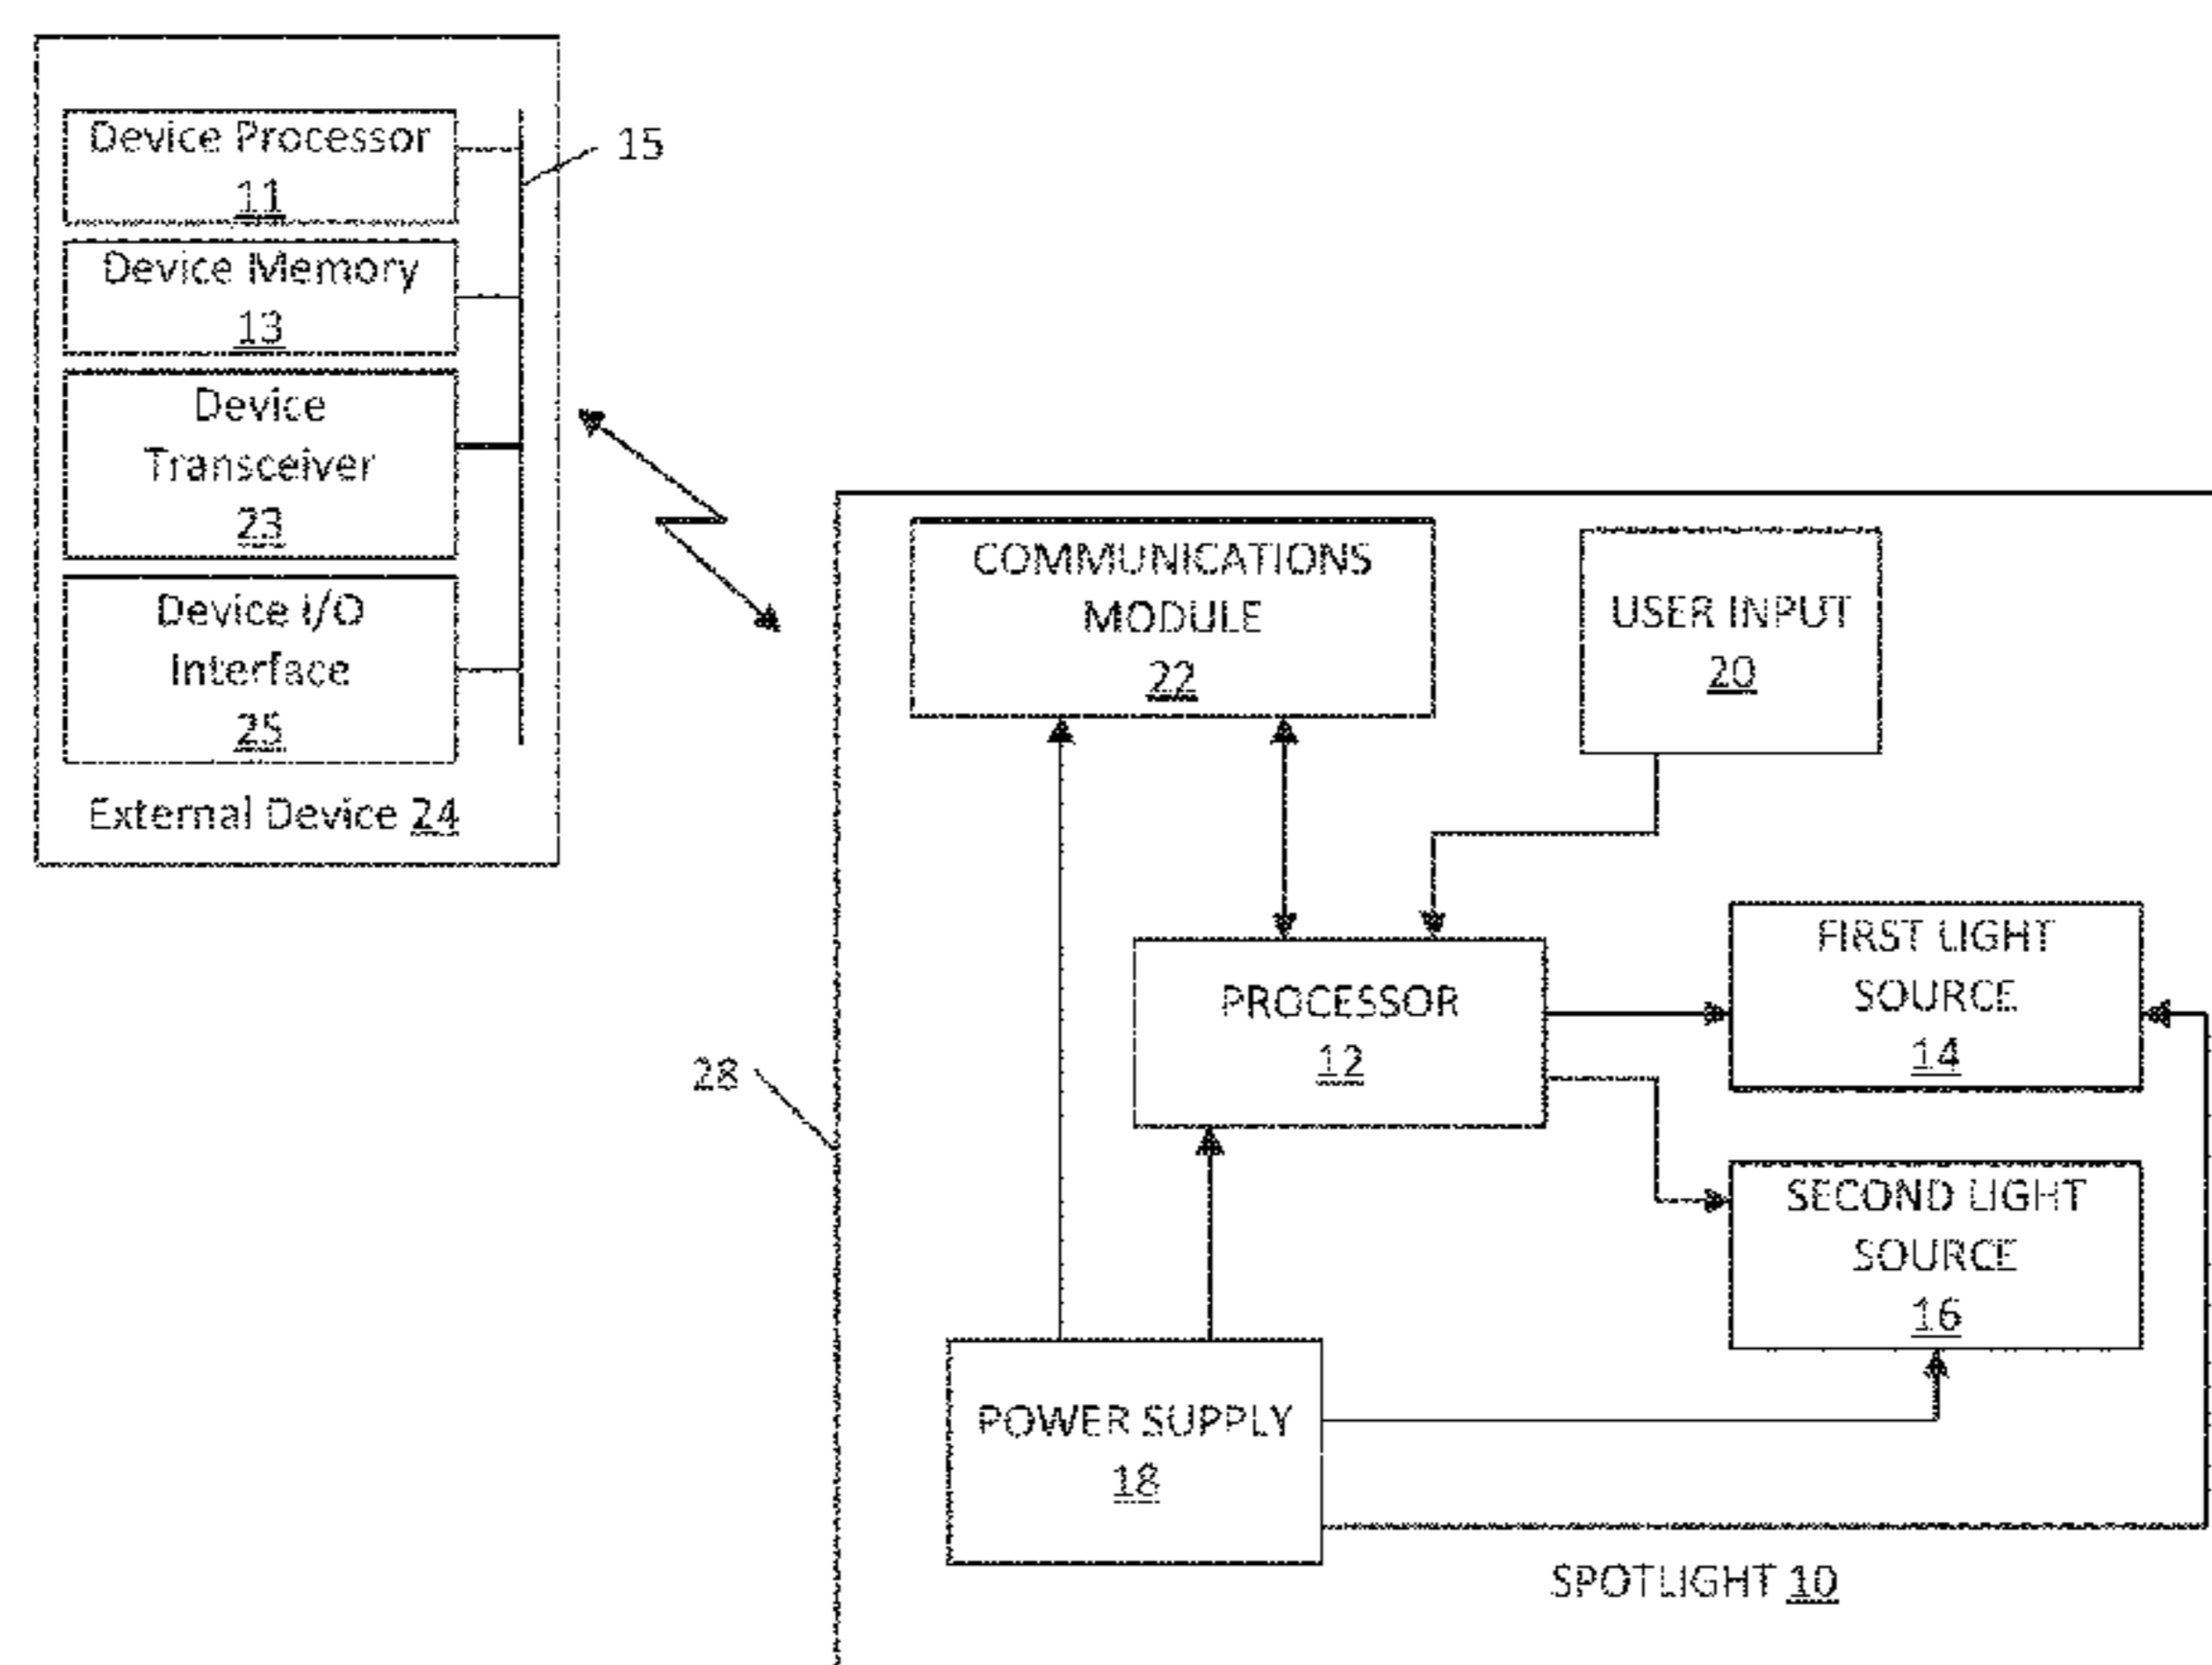 Device Processor
11
15
Device Memory
13
Device
Transceiver
23
Device I/O
Interface
25
External Device 24
COMMUNICATIONS
MODULE
22
USER INPUT
20
PROCESSOR
12
FIRST LIGHT
SOURCE
14
28
SECOND LIGHT
SOURCE
16
POWER SUPPLY
18
SPOTLIGHT 10